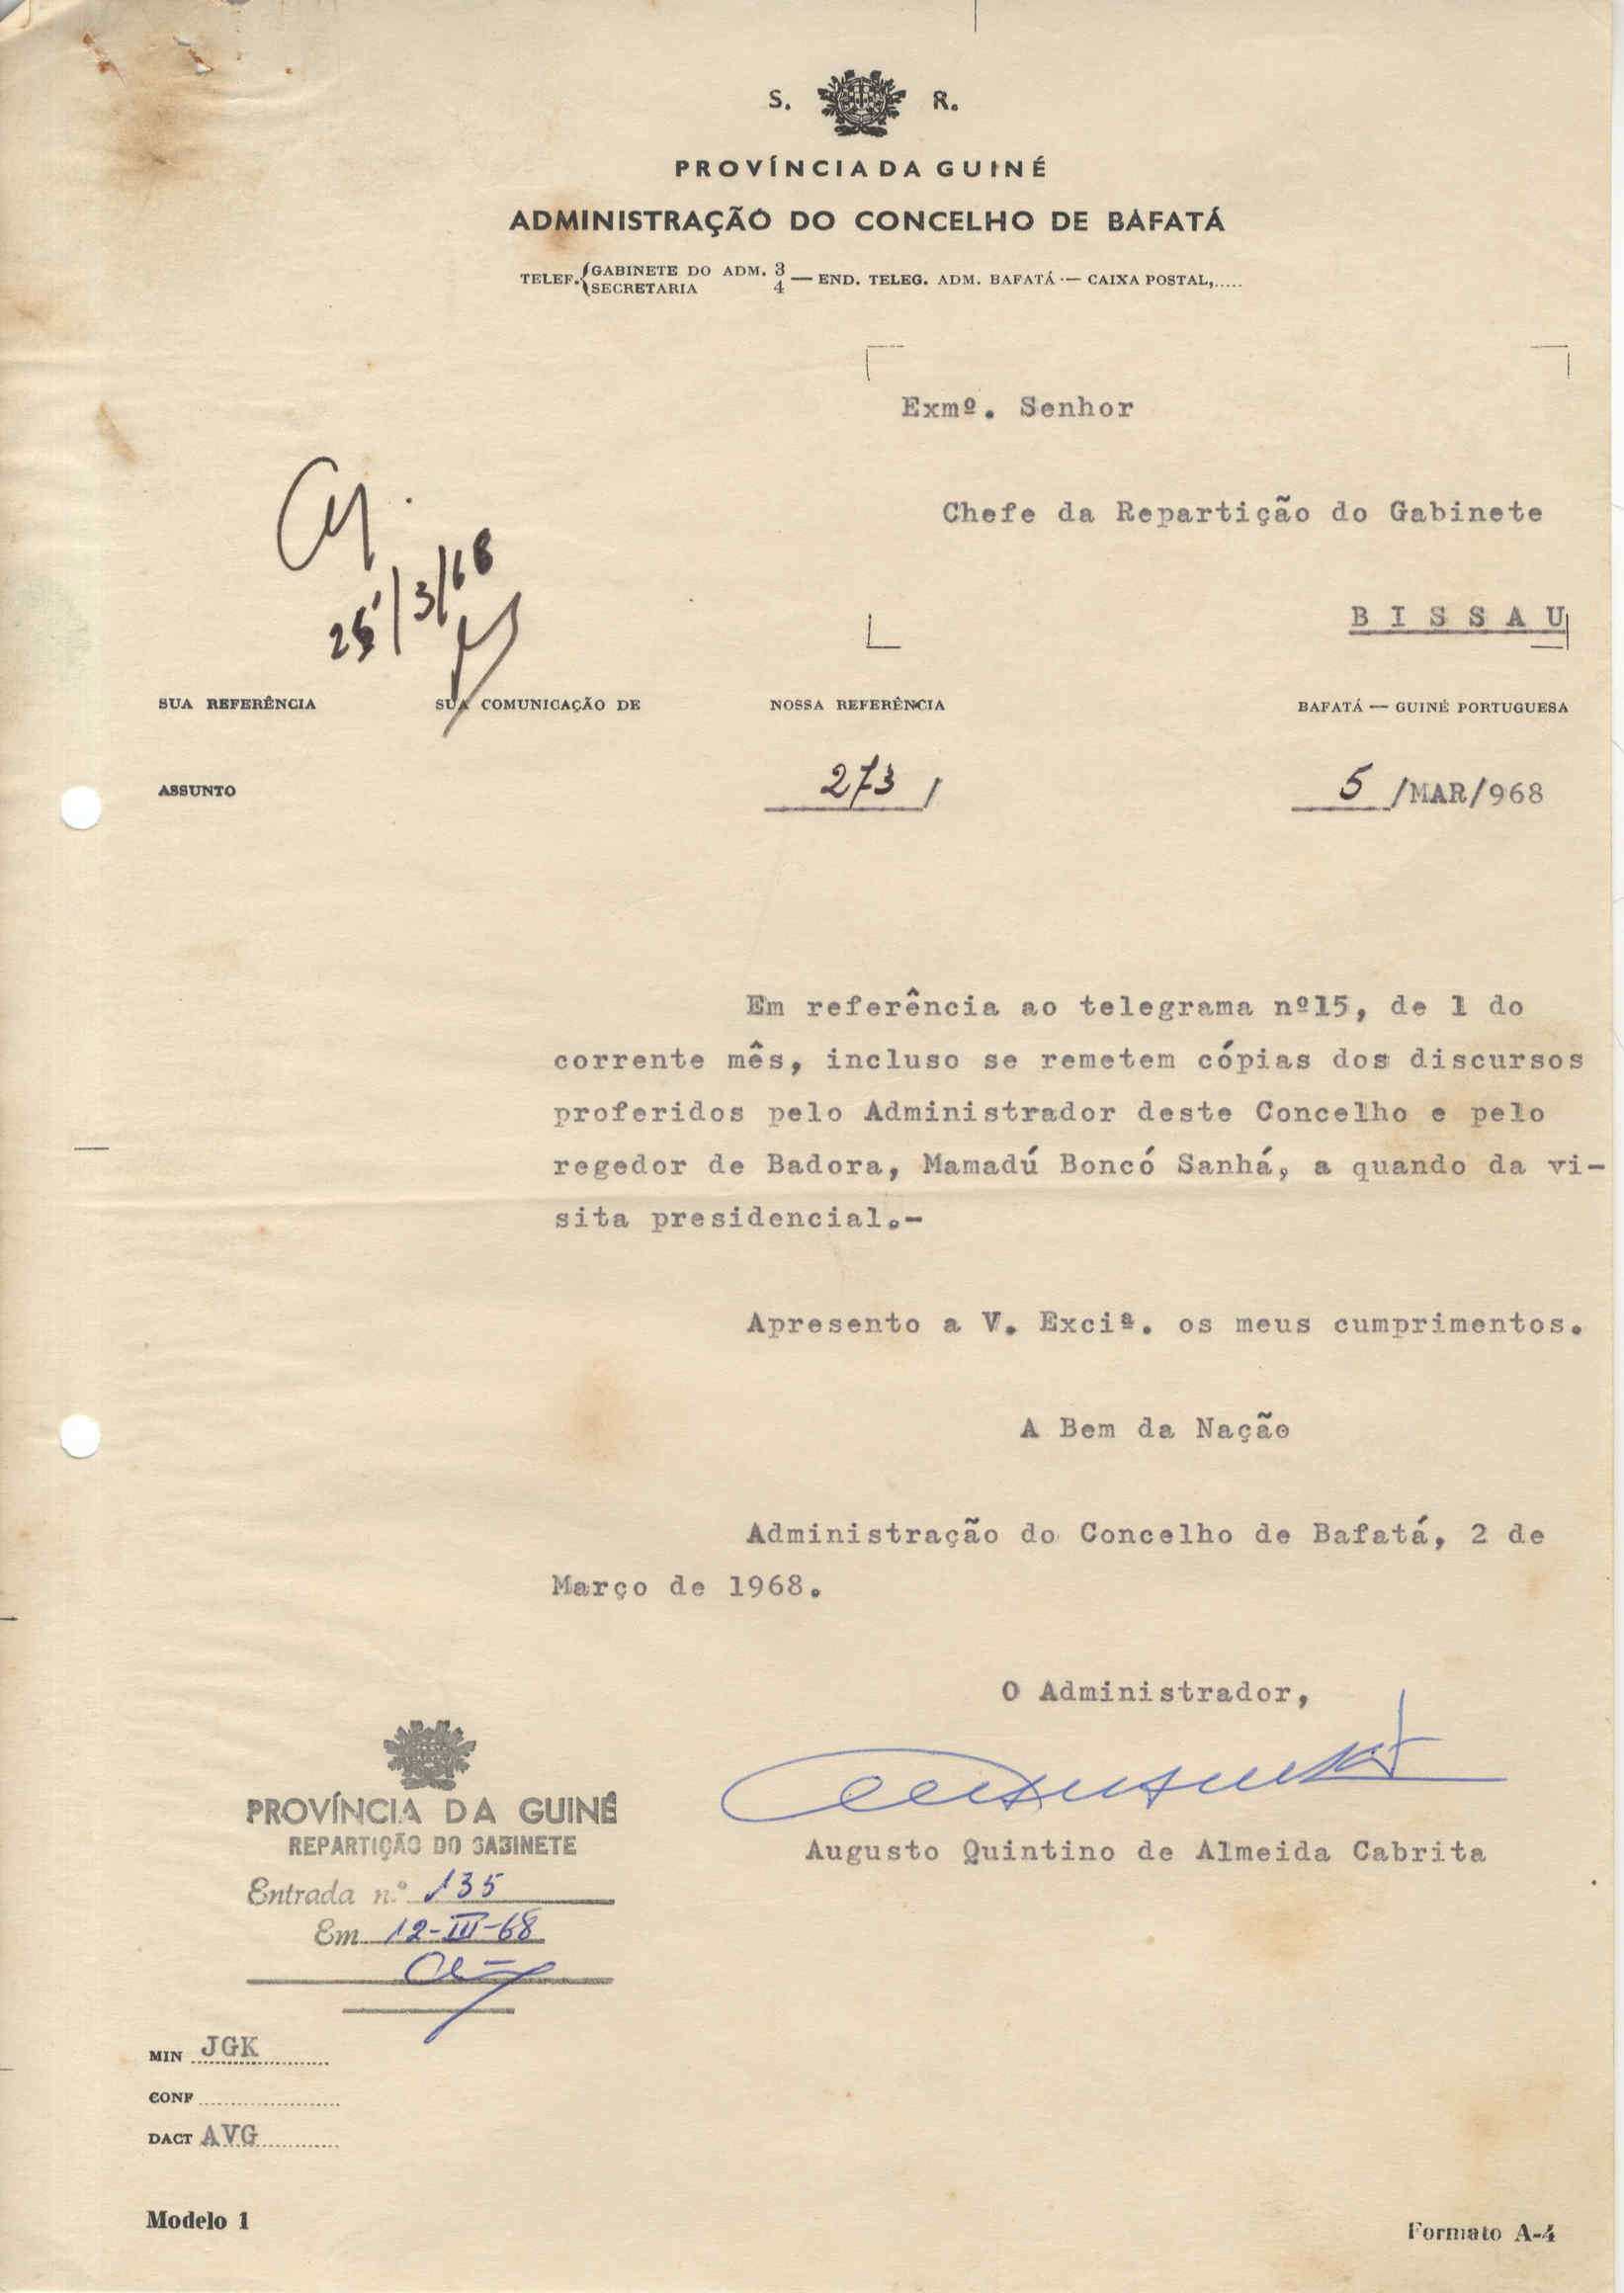 S. R.
PROVÍNCIA DA GUINÉ
ADMINISTRAÇÃO DO CONCELHO DE BAFATÁ
TELEF. { GABINETE DO ADM. 3 — END. TELEG. ADM. BAFATÁ — CAIXA POSTAL,.....
SECRETARIA 4
Exmº. Senhor
Chefe da Repartição do Gabinete
25/3/68
B I S S A U
SUA REFERÊNCIA SUA COMUNICAÇÃO DE NOSSA REFERÊNCIA BAFATÁ — GUINÉ PORTUGUESA
ASSUNTO 273/ 5 /MAR/968
Em referência ao telegrama nº15, de 1 do
corrente mês, incluso se remetem cópias dos discursos
proferidos pelo Administrador deste Concelho e pelo
regedor de Badora, Mamadú Boncó Sanhá, a quando da vi-
sita presidencial.-
Apresento a V. Exciª. os meus cumprimentos.
A Bem da Nação
Administração do Concelho de Bafatá, 2 de
Março de 1968.
O Administrador,
Augusto Quintino de Almeida Cabrita
PROVÍNCIA DA GUINÉ
REPARTIÇÃO DO GABINETE
Entrada n.º 135
Em 12-III-68
MIN JGK
CONF
DACT AVG
Modelo 1 Formato A-4